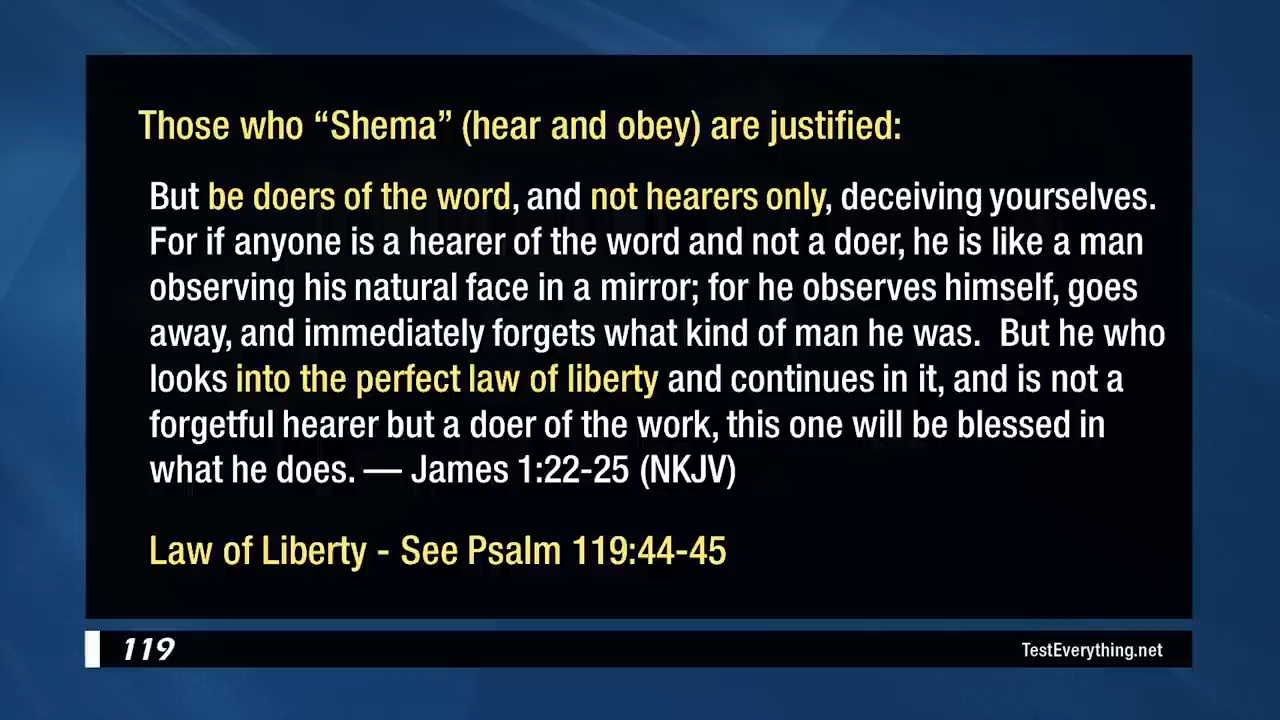 Those who “Shema” (hear and obey) are justified:
But be doers of the word, and not hearers only, deceiving yourselves.
For if anyone is a hearer of the word and not a doer, he is like a man
observing his natural face in a mirror; for he observes himself, goes
away, and immediately forgets what kind of man he was.  But he who
looks into the perfect law of liberty and continues in it, and is not a
forgetful hearer but a doer of the work, this one will be blessed in
what he does. — James 1:22-25 (NKJV)
Law of Liberty - See Psalm 119:44-45
119
TestEverything.net